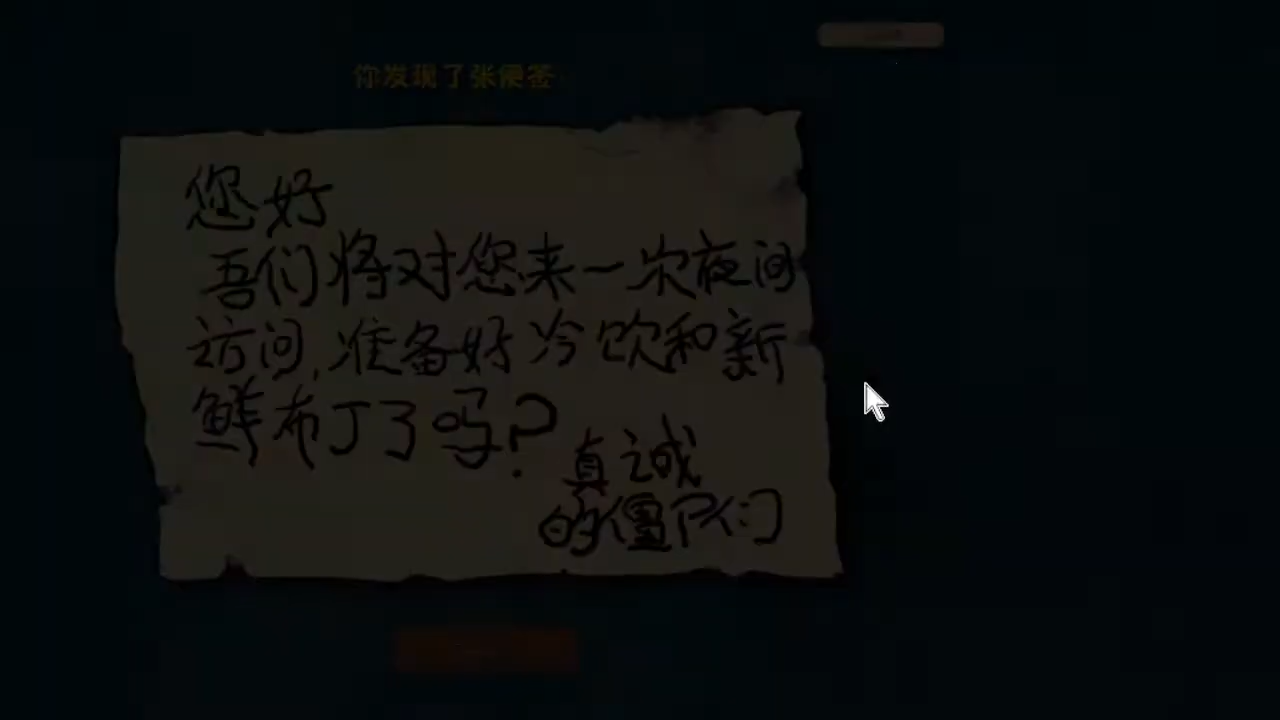 你发现了张便签
您好
吾们将对您来一次夜间
访问,准备好冷饮和新
鲜布丁了吗?
真诚
的僵尸们